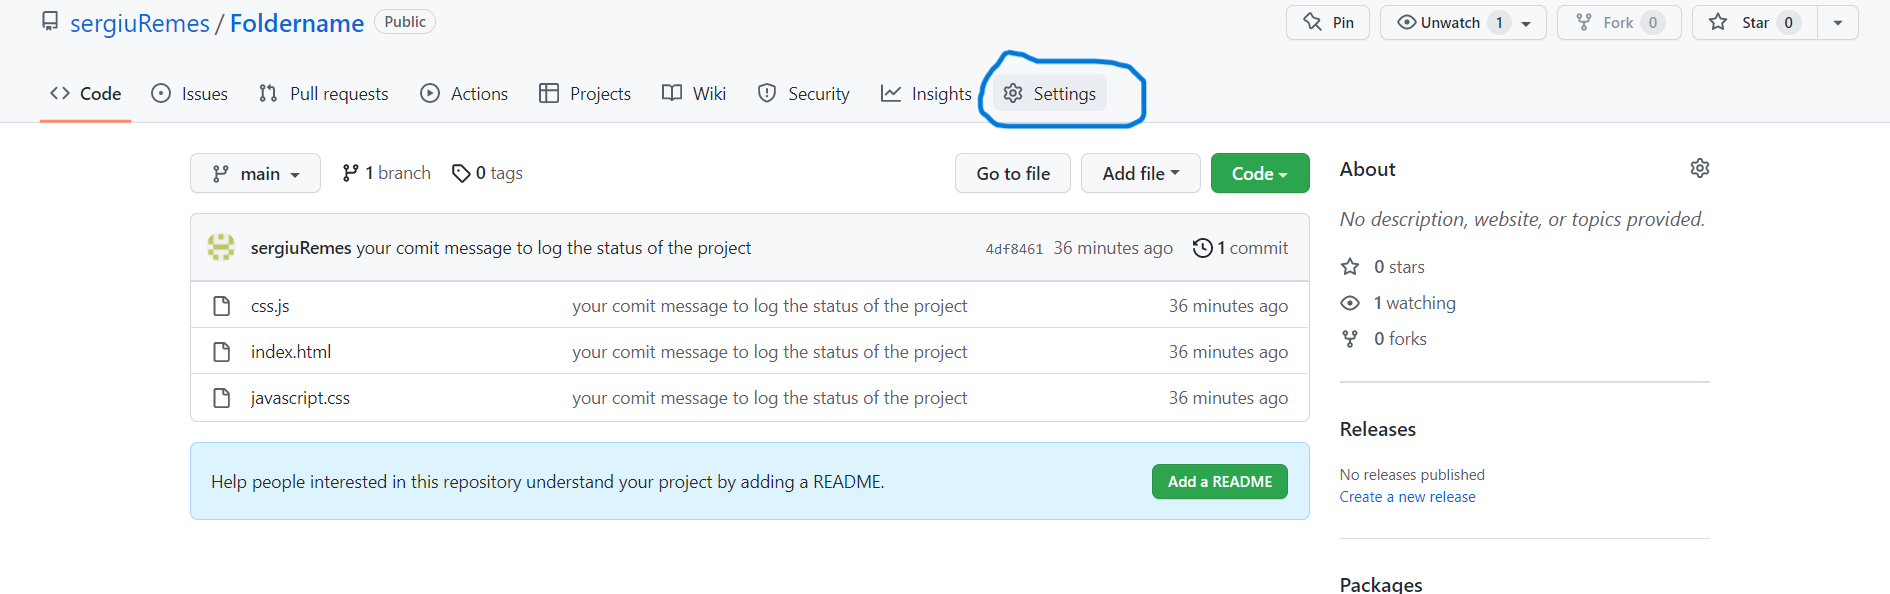 sergiuRemes / Foldername Public Pin Unwatch 1 Fork 0 Star 0
Code Issues Pull requests Actions Projects Wiki Security Insights Settings
main 1 branch 0 tags Go to file Add file Code
sergiuRemes your comit message to log the status of the project 4df8461 36 minutes ago 1 commit
css.js your comit message to log the status of the project 36 minutes ago
index.html your comit message to log the status of the project 36 minutes ago
javascript.css your comit message to log the status of the project 36 minutes ago
Help people interested in this repository understand your project by adding a README. Add a README
About
No description, website, or topics provided.
0 stars
1 watching
0 forks
Releases
No releases published
Create a new release
Packages